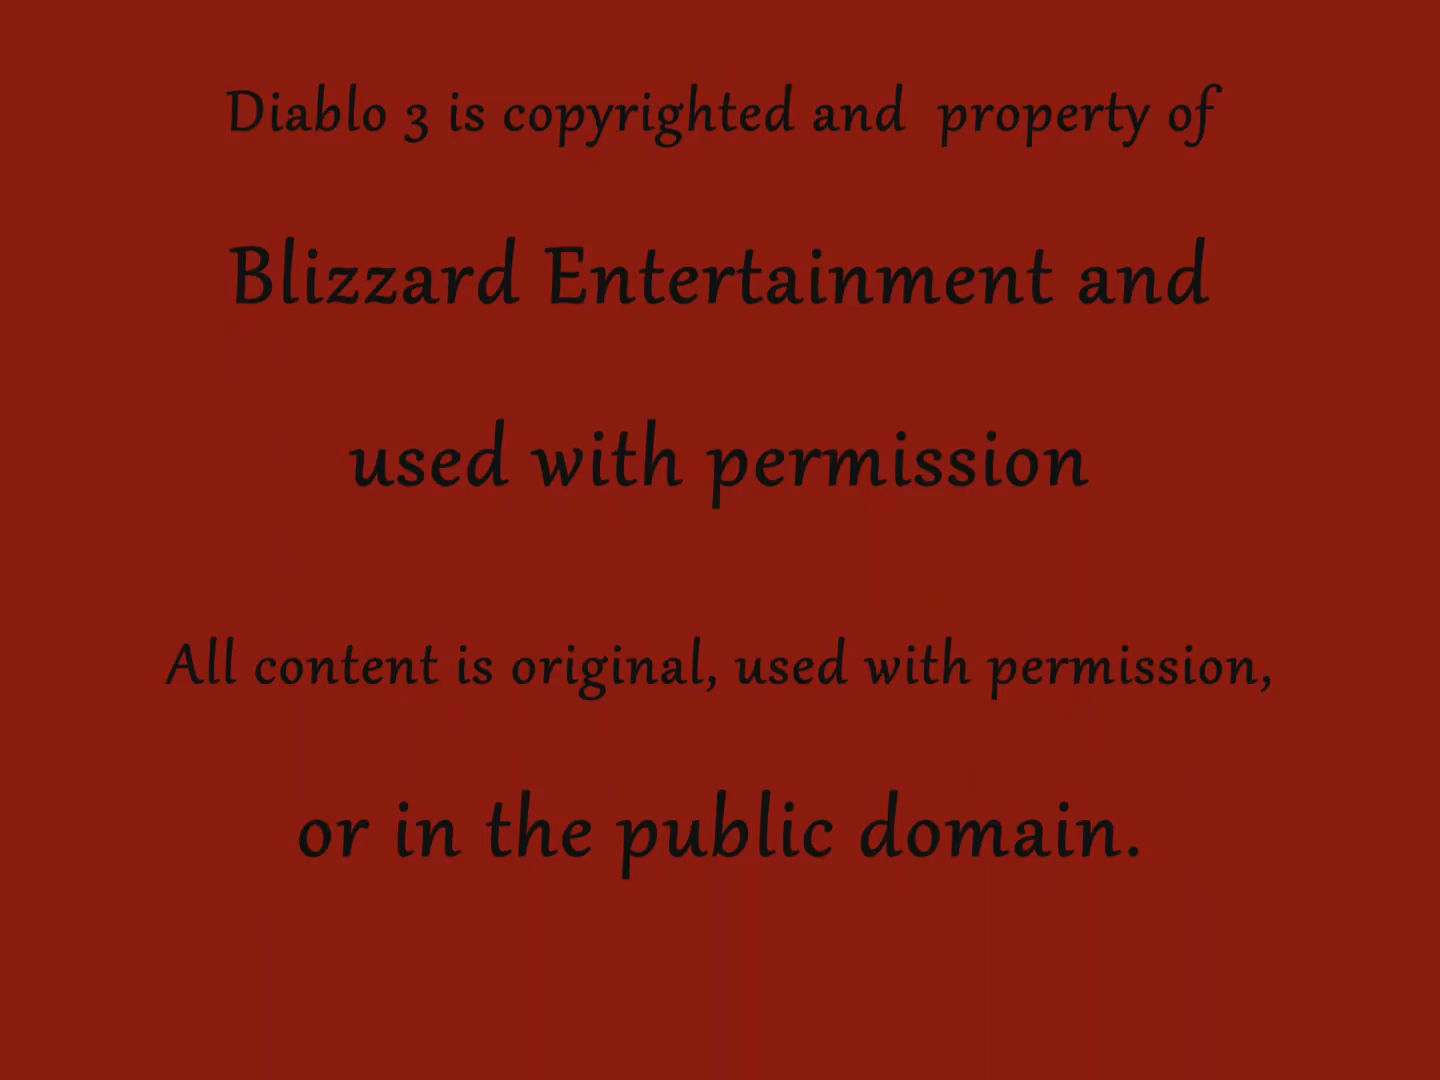 Diablo 3 is copyrighted and  property of
Blizzard Entertainment and
used with permission
All content is original, used with permission,
or in the public domain.